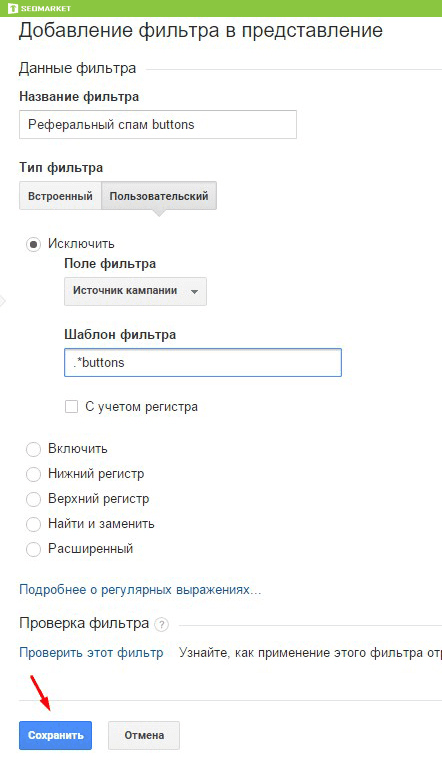 SEOMARKET
Добавление фильтра в представление
Данные фильтра
Название фильтра
Реферальный спам buttons
Тип фильтра
Встроенный Пользовательский
Исключить
Поле фильтра
Источник кампании
Шаблон фильтра
.*buttons
С учетом регистра
Включить
Нижний регистр
Верхний регистр
Найти и заменить
Расширенный
Подробнее о регулярных выражениях...
Проверка фильтра ?
Проверить этот фильтр Узнайте, как применение этого фильтра отр
Сохранить Отмена